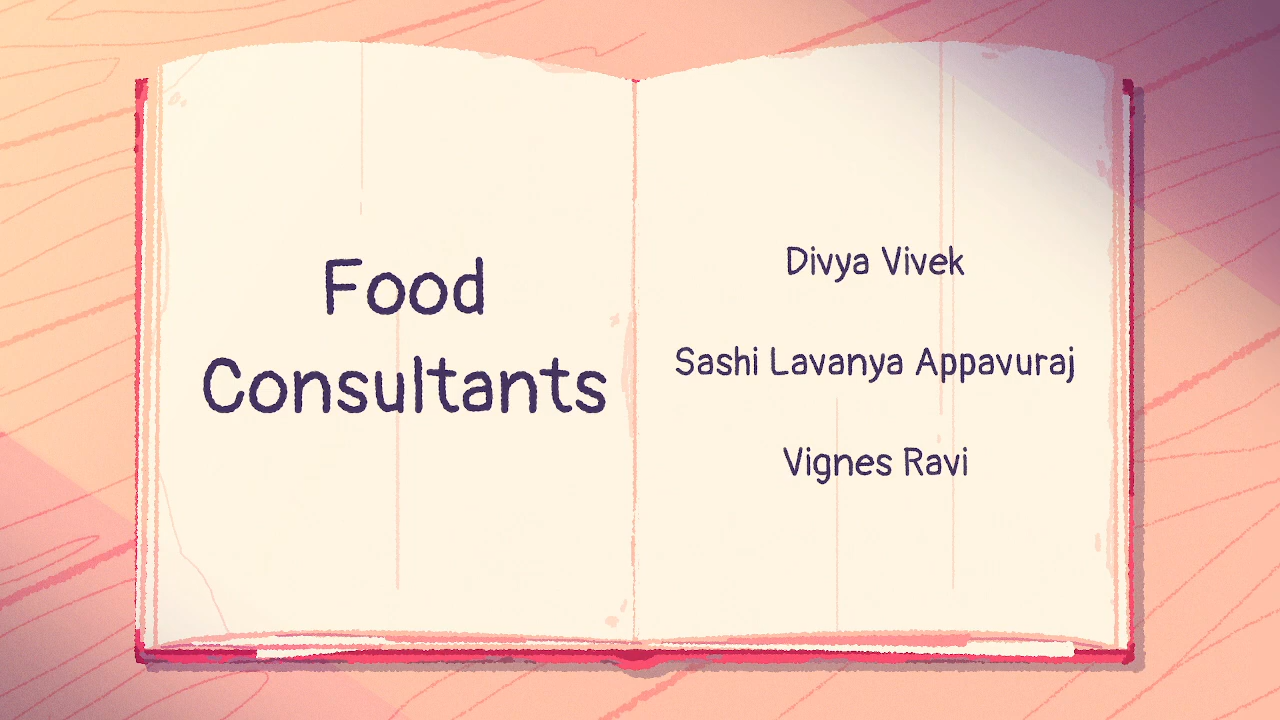 Food
Consultants
Divya Vivek
Sashi Lavanya Appavuraj
Vignes Ravi